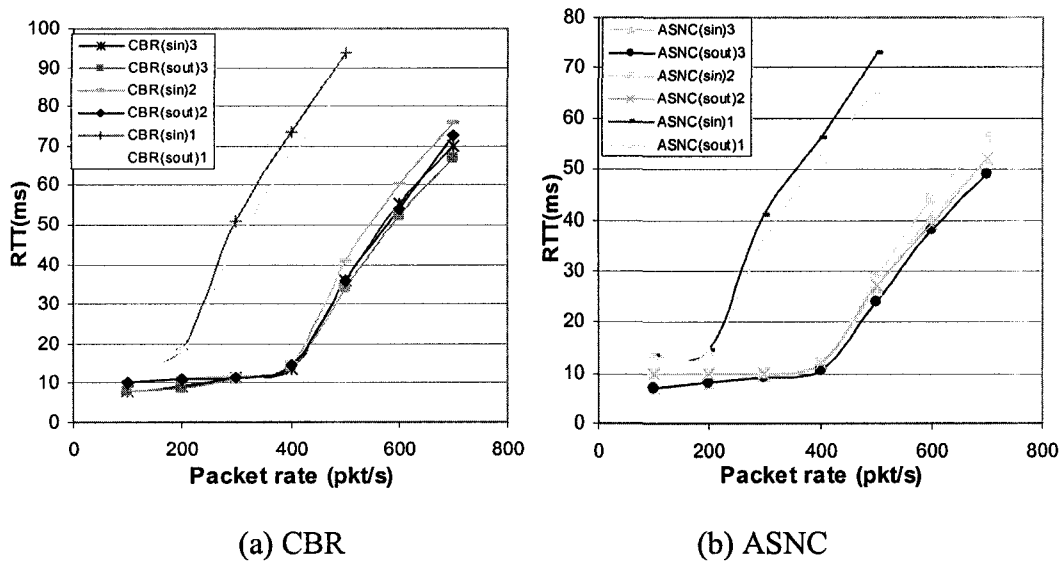 100
90
80
70
60
50
40
30
20
10
0
RTT(ms)
CBR(sin)3
CBR(sout)3
CBR(sin)2
CBR(sout)2
CBR(sin)1
CBR(sout)1
0 200 400 600 800
Packet rate (pkt/s)
(a) CBR
80
70
60
50
40
30
20
10
0
RTT(ms)
ASNC(sin)3
ASNC(sout)3
ASNC(sin)2
ASNC(sout)2
ASNC(sin)1
ASNC(sout)1
0 200 400 600 800
Packet rate (pkt/s)
(b) ASNC